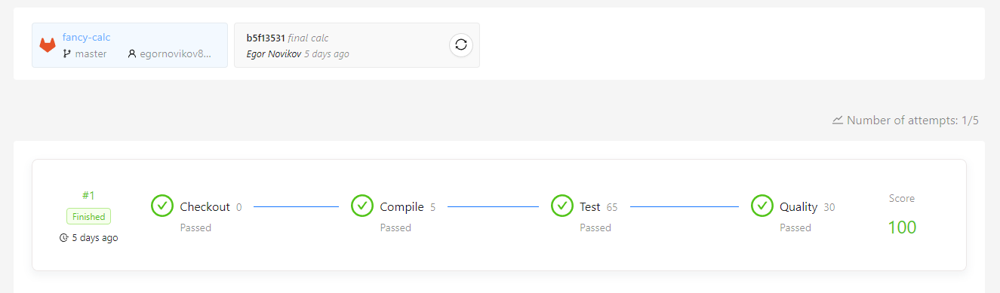 fancy-calc
master egornovikov8...
b5f13531 final calc
Egor Novikov 5 days ago
Number of attempts: 1/5
#1
Finished
5 days ago
Checkout 0
Passed
Compile 5
Passed
Test 65
Passed
Quality 30
Passed
Score
100